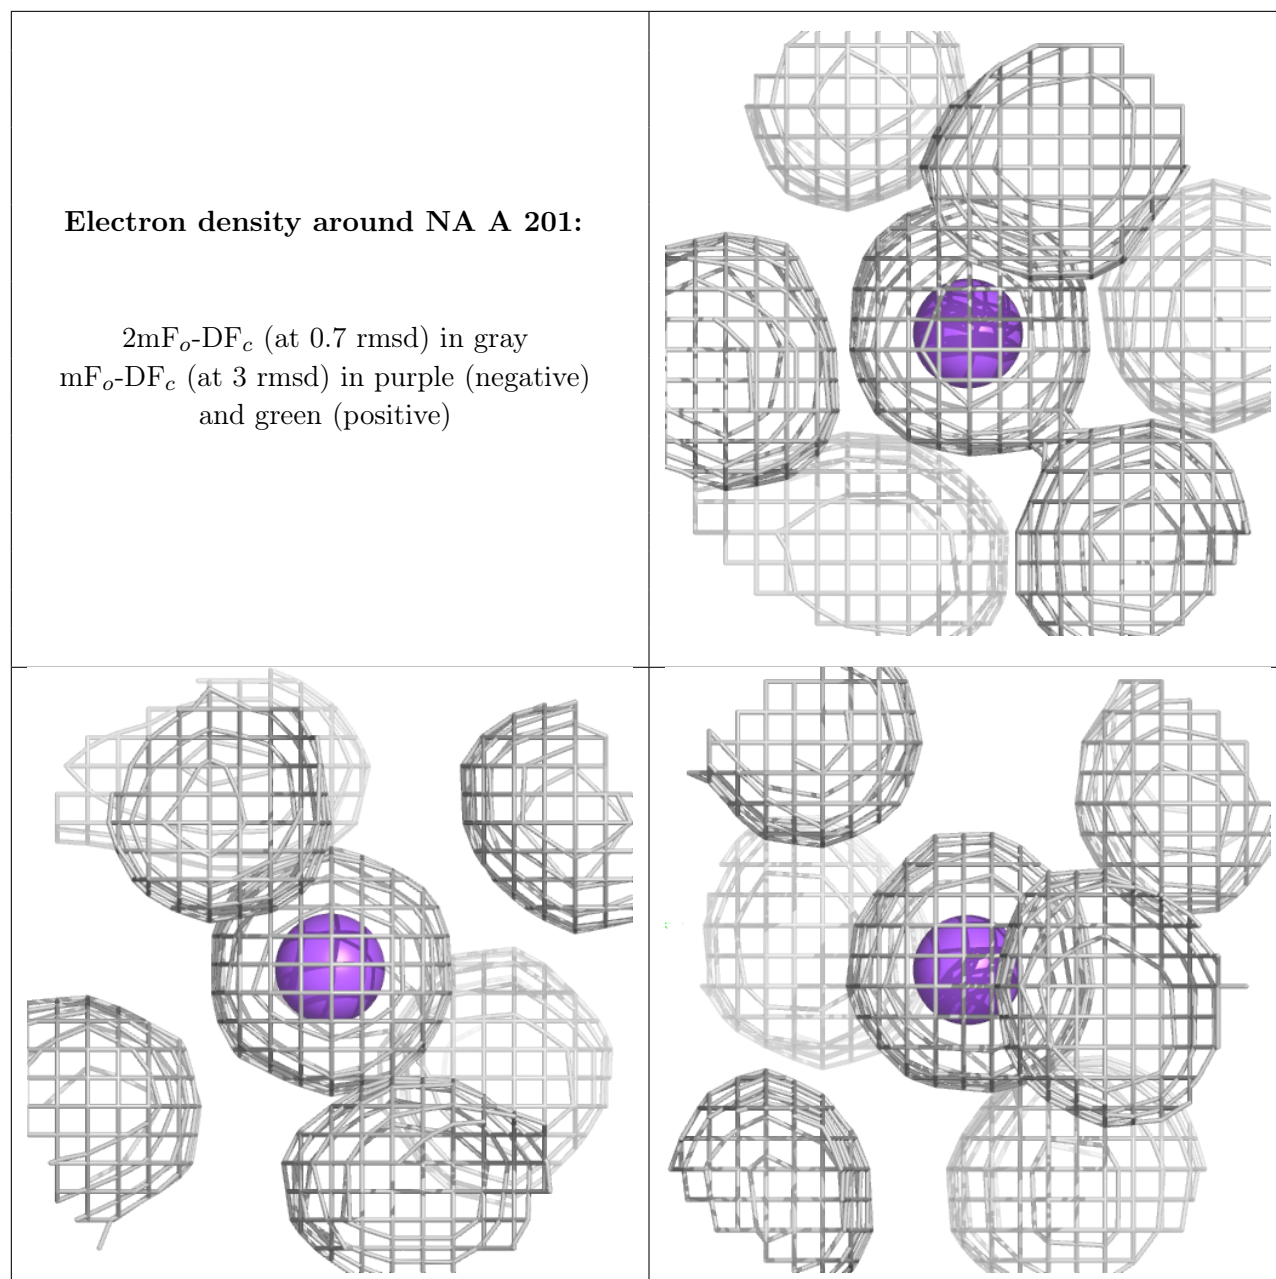 Electron density around NA A 201:
2mFo-DFc (at 0.7 rmsd) in gray
mFo-DFc (at 3 rmsd) in purple (negative)
and green (positive)